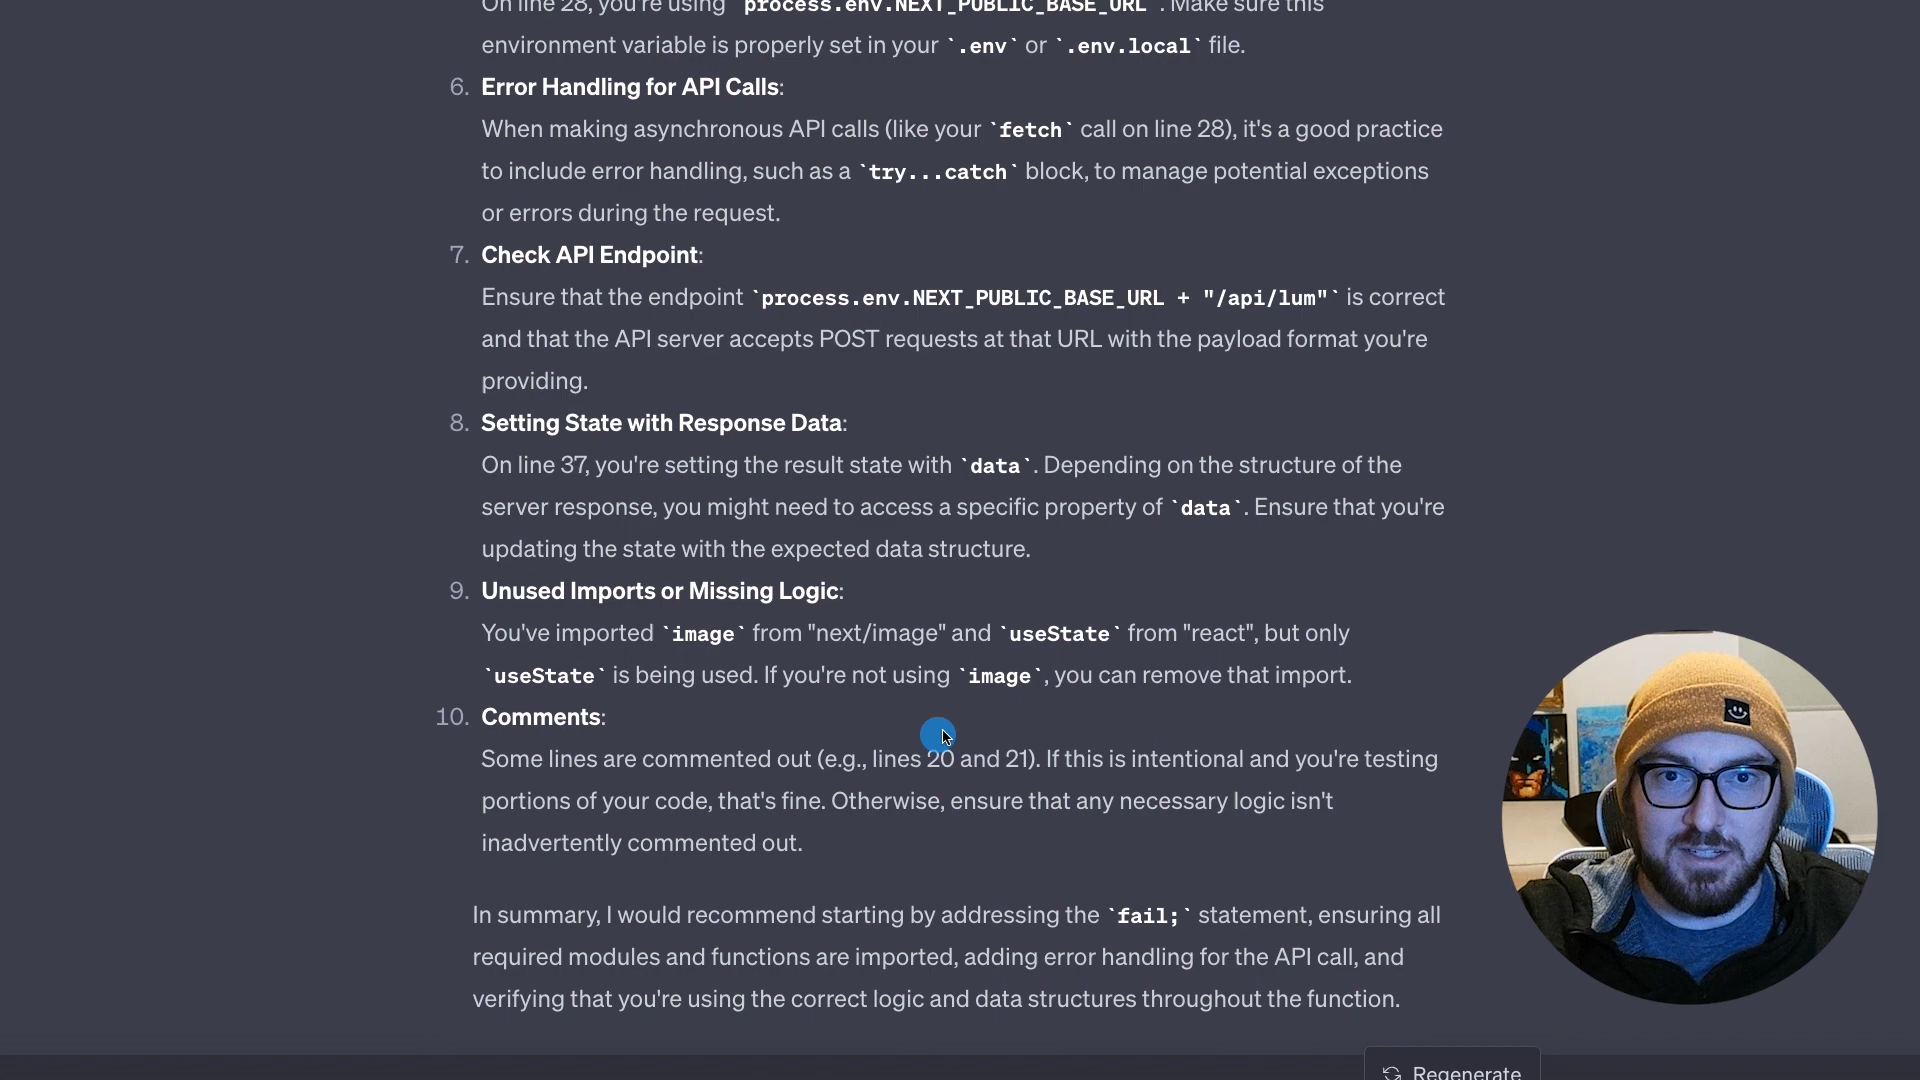 On line 28, you're using `process.env.NEXT_PUBLIC_BASE_URL`. Make sure this
environment variable is properly set in your `.env` or `.env.local` file.
6. Error Handling for API Calls:
When making asynchronous API calls (like your `fetch` call on line 28), it's a good practice
to include error handling, such as a `try...catch` block, to manage potential exceptions
or errors during the request.
7. Check API Endpoint:
Ensure that the endpoint `process.env.NEXT_PUBLIC_BASE_URL + "/api/lum"` is correct
and that the API server accepts POST requests at that URL with the payload format you're
providing.
8. Setting State with Response Data:
On line 37, you're setting the result state with `data`. Depending on the structure of the
server response, you might need to access a specific property of `data`. Ensure that you're
updating the state with the expected data structure.
9. Unused Imports or Missing Logic:
You've imported `image` from "next/image" and `useState` from "react", but only
`useState` is being used. If you're not using `image`, you can remove that import.
10. Comments:
Some lines are commented out (e.g., lines 20 and 21). If this is intentional and you're testing
portions of your code, that's fine. Otherwise, ensure that any necessary logic isn't
inadvertently commented out.
In summary, I would recommend starting by addressing the `fail;` statement, ensuring all
required modules and functions are imported, adding error handling for the API call, and
verifying that you're using the correct logic and data structures throughout the function.
Regenerate